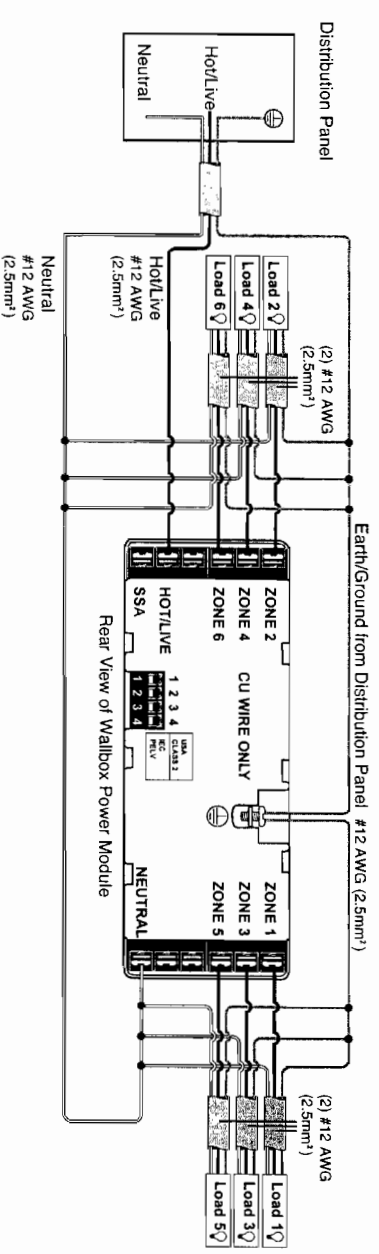 Distribution Panel
Hot/Live
Neutral
Hot/Live
#12 AWG
(2.5mm²)
Neutral
#12 AWG
(2.5mm²)
Load 2
Load 4
Load 6
(2) #12 AWG
(2.5mm²)
Earth/Ground from Distribution Panel #12 AWG (2.5mm²)
ZONE 2
ZONE 4
ZONE 6
HOT/LIVE
SSA
CU WIRE ONLY
1 2 3 4
1 2 3 4
USA
CLASS 2
IEC
PELV
ZONE 1
ZONE 3
ZONE 5
NEUTRAL
Rear View of Wallbox Power Module
(2) #12 AWG
(2.5mm²)
Load 1
Load 3
Load 5